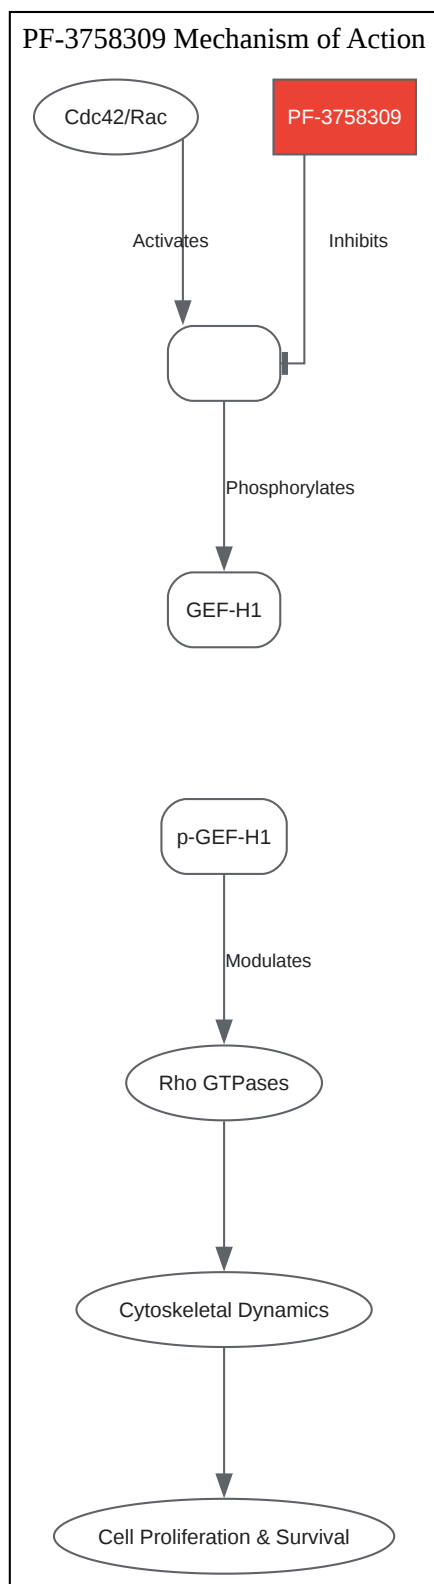 PF-3758309 Mechanism of Action
Cdc42/Rac
PF-3758309
Activates
Inhibits
Phosphorylates
GEF-H1
p-GEF-H1
Modulates
Rho GTPases
Cytoskeletal Dynamics
Cell Proliferation & Survival